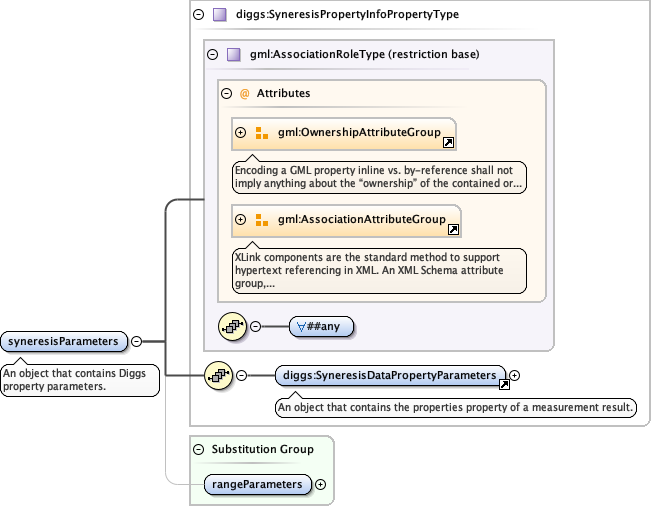 diggs:SyneresisPropertyInfoPropertyType
gml:AssociationRoleType (restriction base)
@ Attributes
gml:OwnershipAttributeGroup
Encoding a GML property inline vs. by-reference shall not
imply anything about the “ownership” of the contained or...
gml:AssociationAttributeGroup
XLink components are the standard method to support
hypertext referencing in XML. An XML Schema attribute
group,...
∀##any
syneresisParameters
An object that contains Diggs
property parameters.
diggs:SyneresisDataPropertyParameters
An object that contains the properties property of a measurement result.
Substitution Group
rangeParameters